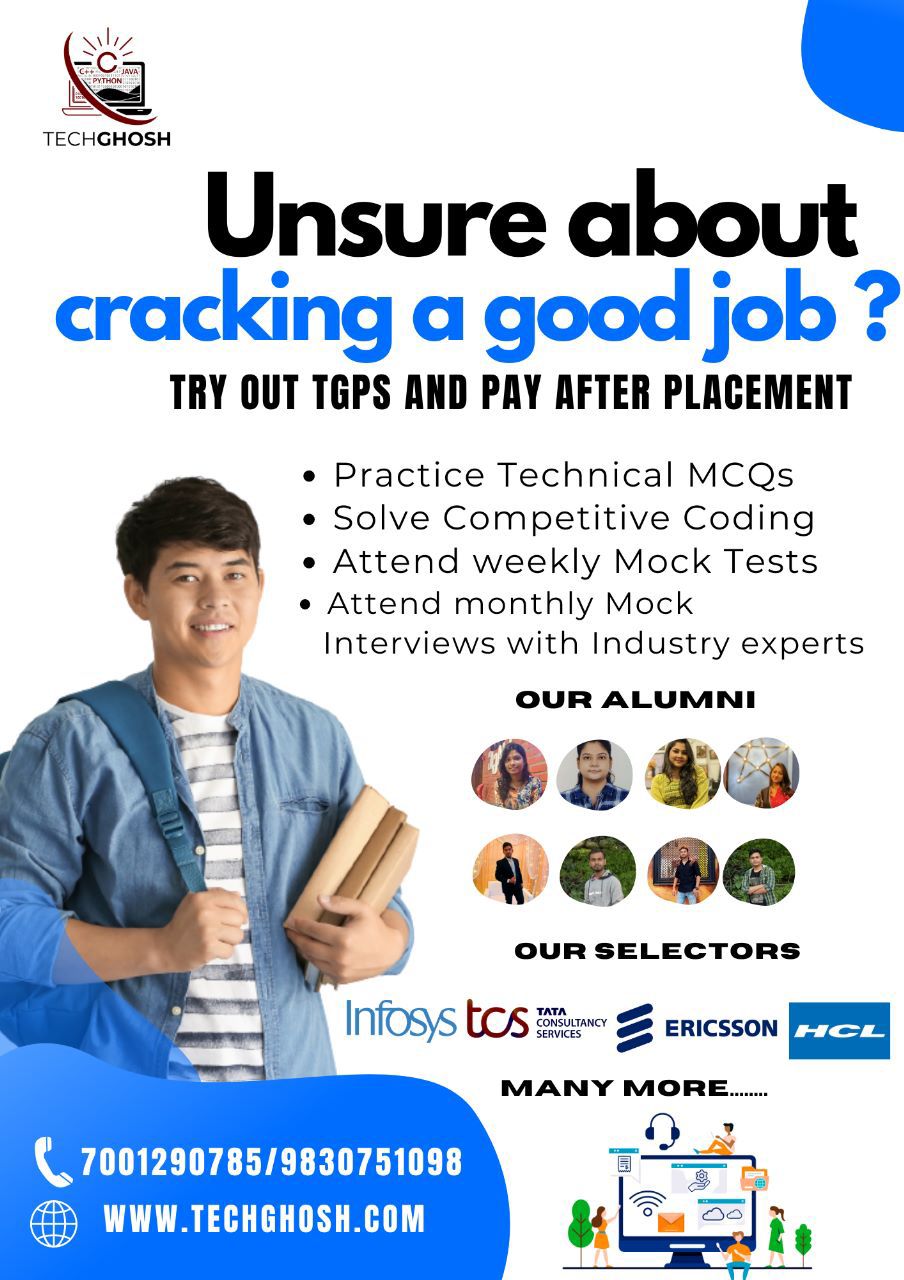 C
C++ JAVA
PYTHON
TECHGHOSH
Unsure about
cracking a good job ?
TRY OUT TGPS AND PAY AFTER PLACEMENT
• Practice Technical MCQs
• Solve Competitive Coding
• Attend weekly Mock Tests
• Attend monthly Mock
Interviews with Industry experts
OUR ALUMNI
OUR SELECTORS
Infosys tcs TATA
CONSULTANCY
SERVICES
ERICSSON HCL
MANY MORE........
7001290785/9830751098
WWW.TECHGHOSH.COM